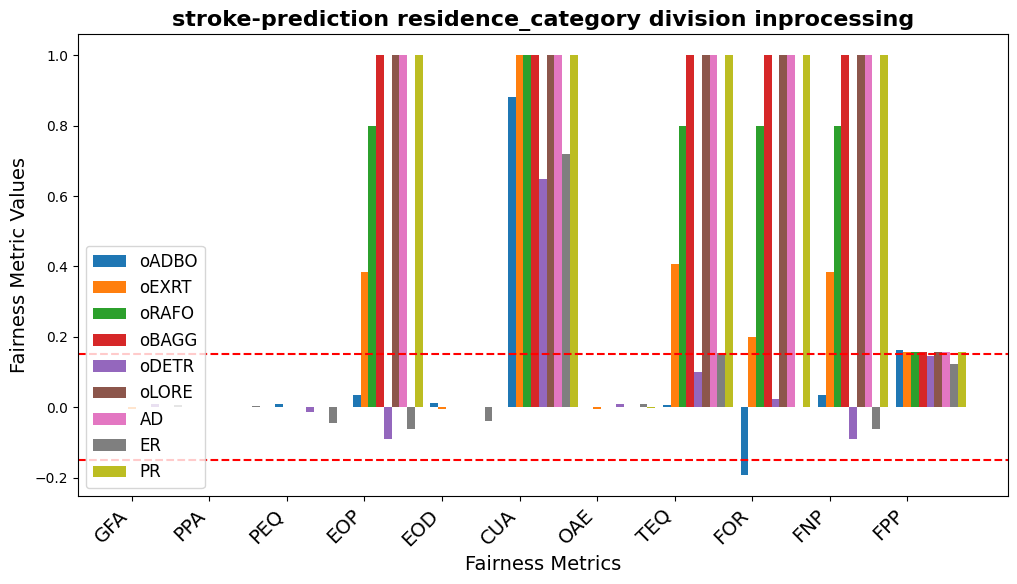 stroke-prediction residence_category division inprocessing
Fairness Metric Values
1.0
0.8
0.6
0.4
0.2
0.0
−0.2
oADBO
oEXRT
oRAFO
oBAGG
oDETR
oLORE
AD
ER
PR
GFA
PPA
PEQ
EOP
EOD
CUA
OAE
TEQ
FOR
FNP
FPP
Fairness Metrics